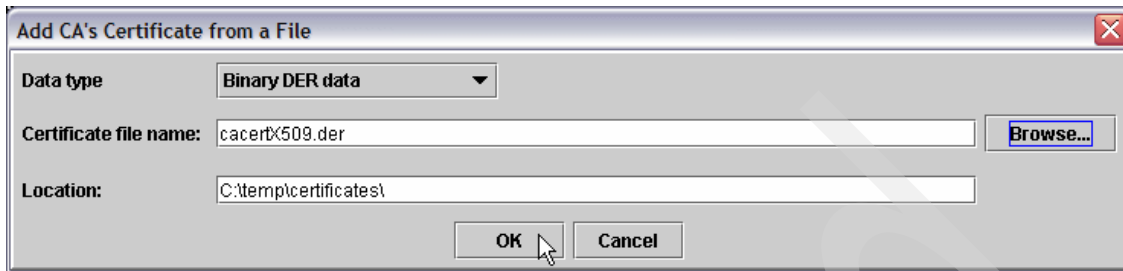 Add CA's Certificate from a File
Data type Binary DER data
Certificate file name: cacertX509.der Browse...
Location: C:\temp\certificates\
OK Cancel